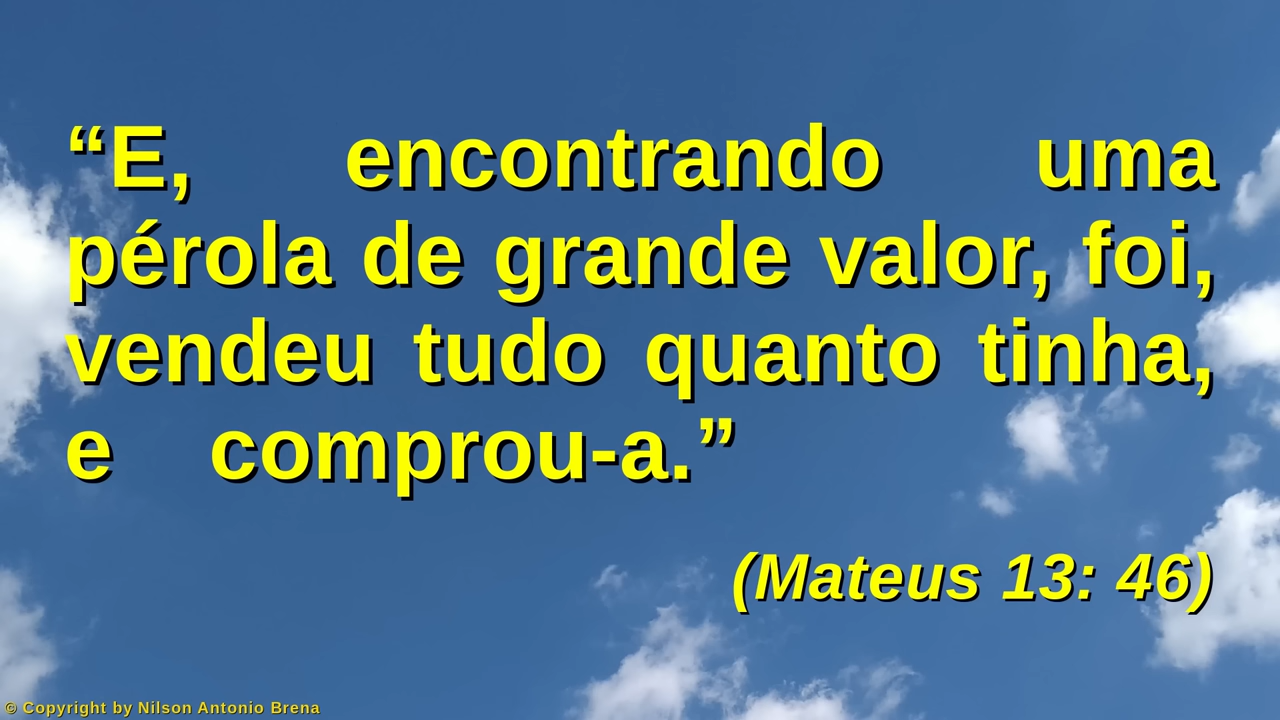 “E, encontrando uma
pérola de grande valor, foi,
vendeu tudo quanto tinha,
e comprou-a.”
(Mateus 13: 46)
© Copyright by Nilson Antonio Brena